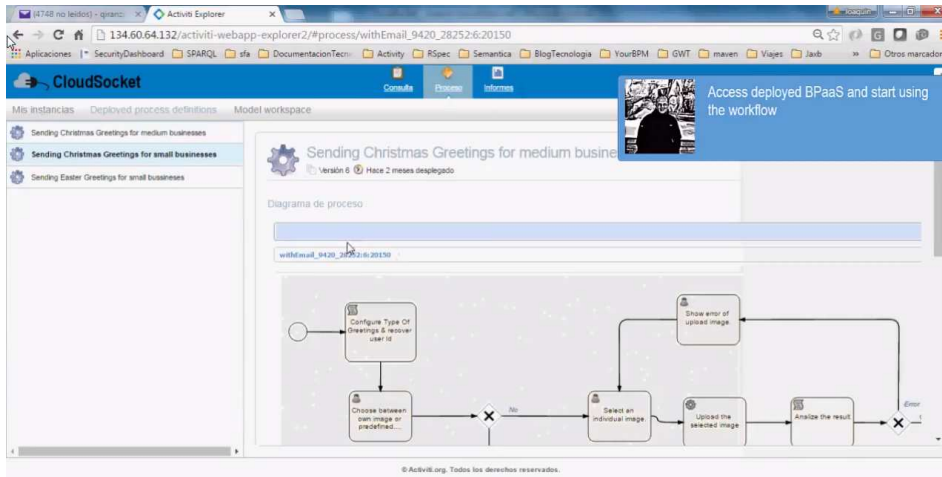 (4748 no leidos) - qiranzo
Activiti Explorer
134.60.64.132/activiti-webapp-explorer2/#process/withEmail_9420_28252:6:20150
Aplicaciones SecurityDashboard SPARQL sfa DocumentacionTecni Activity RSpec Semantica BlogTecnologia YourBPM GWT maven Viajes Jaxb » Otros marcador
CloudSocket
Consulta Proceso Informes
Access deployed BPaaS and start using
the workflow
Mis instancias Deployed process definitions Model workspace
Sending Christmas Greetings for medium businesses
Sending Christmas Greetings for small businesses
Sending Easter Greetings for small bussineses
Sending Christmas Greetings for medium busine
Versión 6 Hace 2 meses desplegado
Diagrama de proceso
withEmail_9420_28252:6:20150
Configure Type Of
Greetings & recover
user id
Show error of
upload image
Choose between
own image or
predefined....
No
Select an
individual image
Upload the
selected image
Analize the result
Error
© Activiti.org. Todos los derechos reservados.